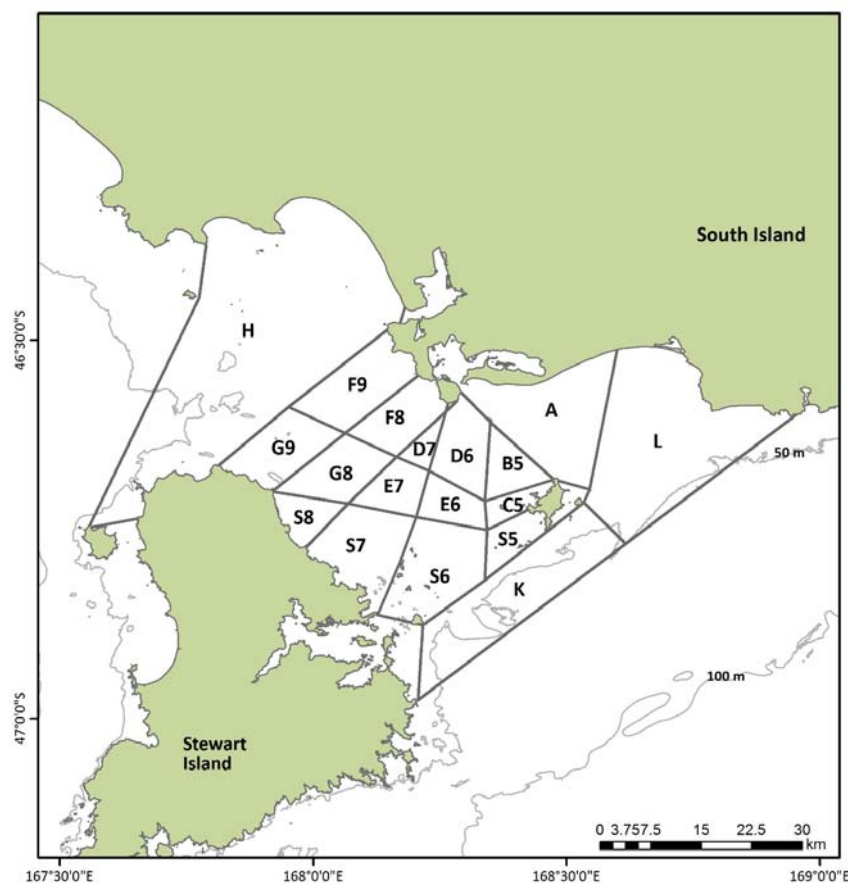 South Island
46°30'0"S
H
F9
A
F8
L
G9
D7
D6
B5
50 m
G8
E7
E6
C5
S8
S7
S5
S6
K
100 m
47°0'0"S
Stewart
Island
0 3.757.5 15 22.5 30
km
167°30'0"E
168°0'0"E
168°30'0"E
169°0'0"E